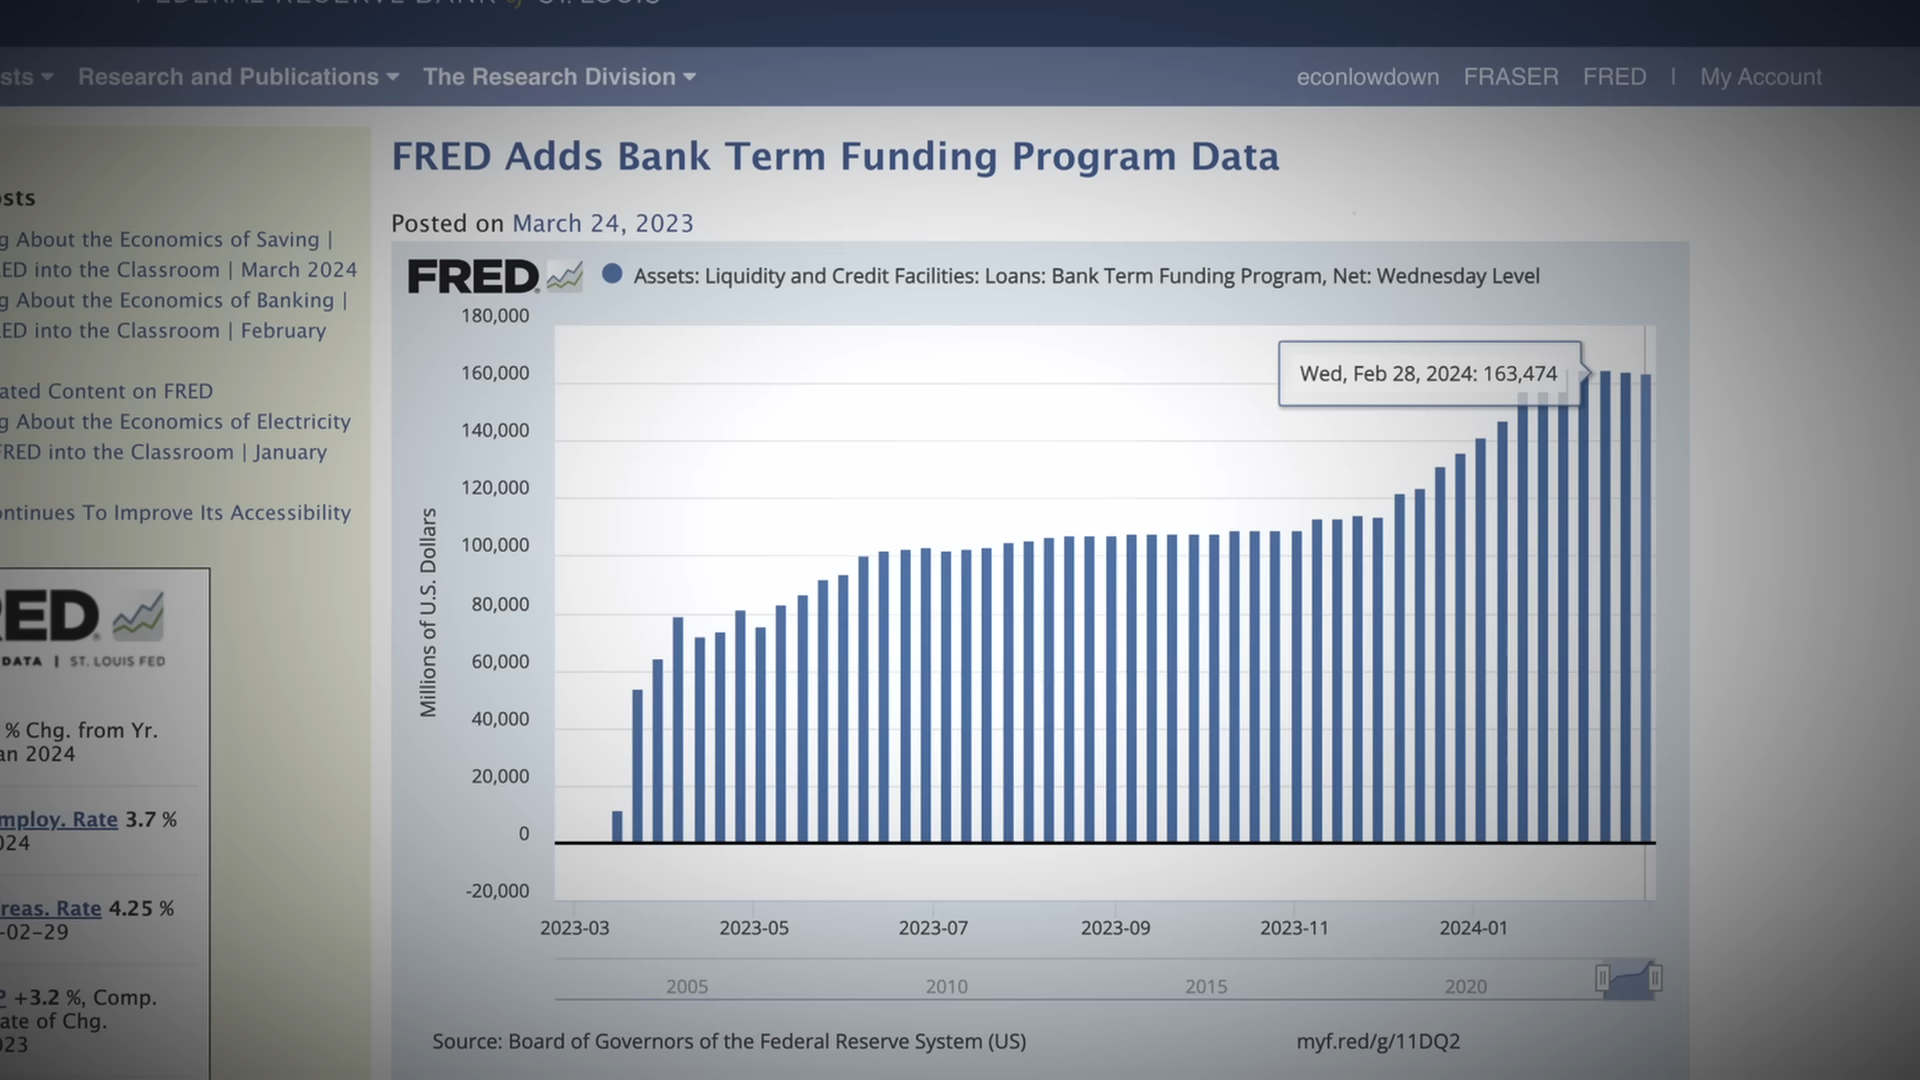 FEDERAL RESERVE BANK of ST. LOUIS
sts Research and Publications The Research Division econlowdown FRASER FRED | My Account
FRED Adds Bank Term Funding Program Data
Posted on March 24, 2023
osts
g About the Economics of Saving |
ED into the Classroom | March 2024
g About the Economics of Banking |
ED into the Classroom | February
ated Content on FRED
g About the Economics of Electricity
FRED into the Classroom | January
ontinues To Improve Its Accessibility
RED
DATA | ST. LOUIS FED
% Chg. from Yr.
an 2024
mploy. Rate 3.7 %
024
reas. Rate 4.25 %
-02-29
P +3.2 %, Comp.
ate of Chg.
023
FRED
Assets: Liquidity and Credit Facilities: Loans: Bank Term Funding Program, Net: Wednesday Level
Millions of U.S. Dollars
180,000
160,000
140,000
120,000
100,000
80,000
60,000
40,000
20,000
0
-20,000
Wed, Feb 28, 2024: 163,474
2023-03 2023-05 2023-07 2023-09 2023-11 2024-01
2005 2010 2015 2020
Source: Board of Governors of the Federal Reserve System (US) myf.red/g/11DQ2